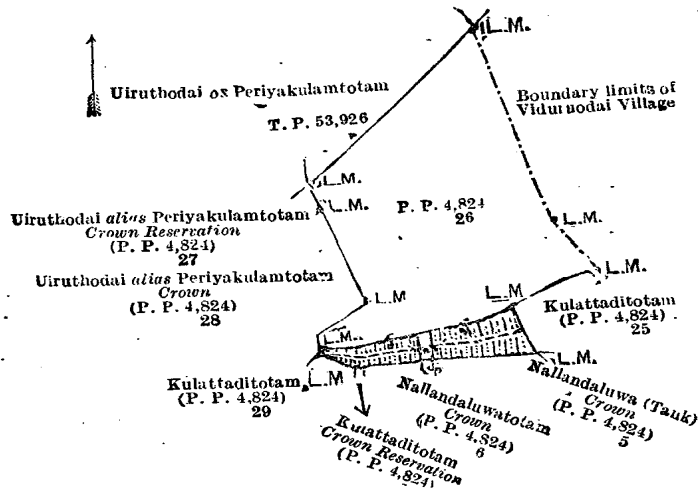 L.M.
Uiruthodai or Periyakulamtotam
T. P. 53,926
Boundary limits of
Vidutnodai Village
L.M.
L.M.
Uiruthodai alias Periyakulamtotam
Crown Reservation
(P. P. 4,824)
27
P. P. 4,824
26
L.M.
Uiruthodai alias Periyakulamtotam
Crown
(P. P. 4,824)
28
L.M.
L.M
L.M
Kulattaditotam
(P. P. 4,824)
25
L.M.
L.M.
Kulattaditotam
(P. P. 4,824)
29
L.M
Kulattaditotam
Crown Reservation
(P. P. 4,824)
Nallandaluwatotam
Crown
(P. P. 4,824)
6
Nallandaluwa (Tauk)
Crown
(P. P. 4,824)
5